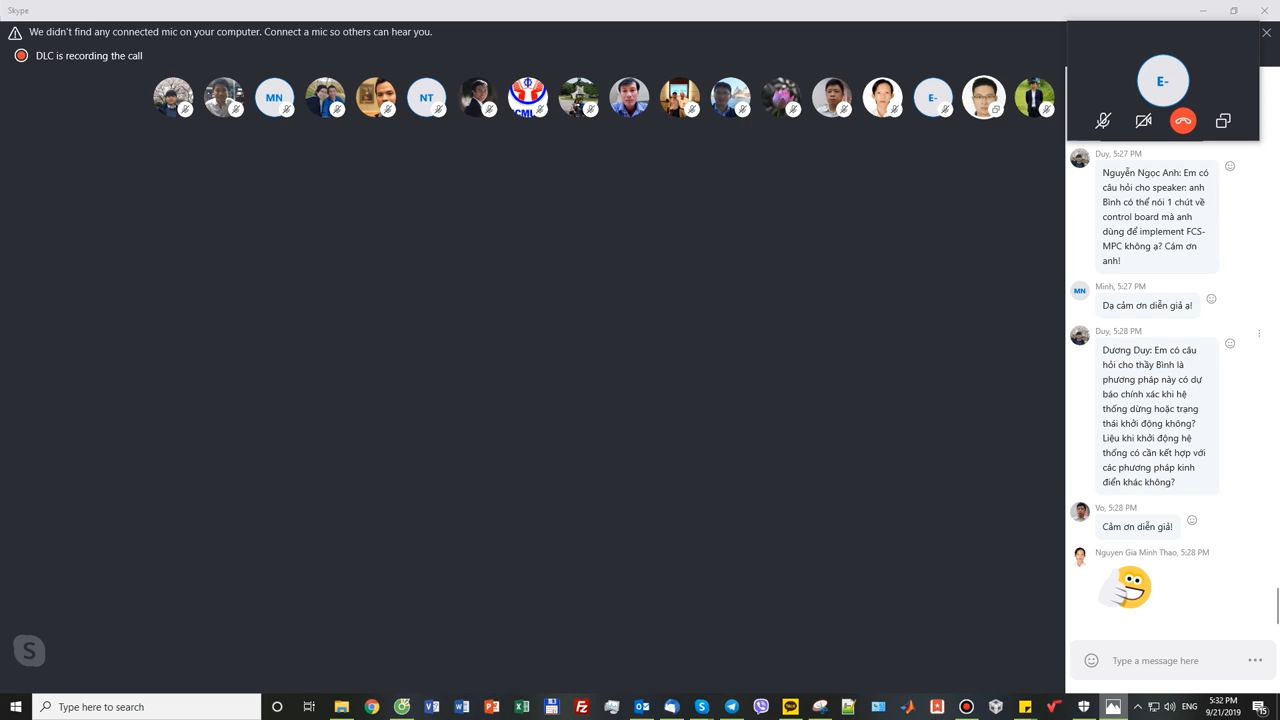 Skype
We didn't find any connected mic on your computer. Connect a mic so others can hear you.
DLC is recording the call
MN
NT
E-
E-
Duy, 5:27 PM
Nguyễn Ngọc Anh: Em có
câu hỏi cho speaker: anh
Bình có thể nói 1 chút về
control board mà anh
dùng để implement FCS-
MPC không ạ? Cám ơn
anh!
MN
Minh, 5:27 PM
Dạ cảm ơn diễn giả ạ!
Duy, 5:28 PM
Dương Duy: Em có câu
hỏi cho thầy Bình là
phương pháp này có dự
báo chính xác khi hệ
thống dừng hoặc trạng
thái khởi động không?
Liệu khi khởi động hệ
thống có cần kết hợp với
các phương pháp kinh
điển khác không?
Vo, 5:28 PM
Cảm ơn diễn giả!
Nguyen Gia Minh Thao, 5:28 PM
S
Type a message here
Type here to search
ENG
5:32 PM
9/21/2019
15